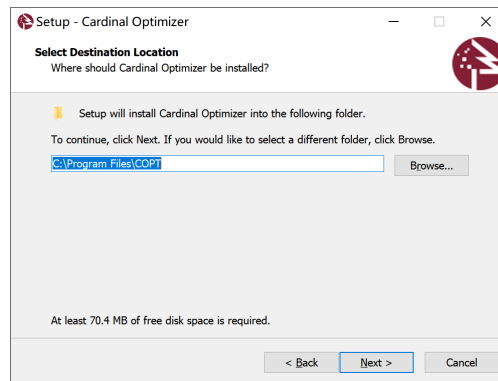 Setup - Cardinal Optimizer
Select Destination Location
Where should Cardinal Optimizer be installed?
Setup will install Cardinal Optimizer into the following folder.
To continue, click Next. If you would like to select a different folder, click Browse.
C:\Program Files\COPT
Browse...
At least 70.4 MB of free disk space is required.
< Back Next > Cancel